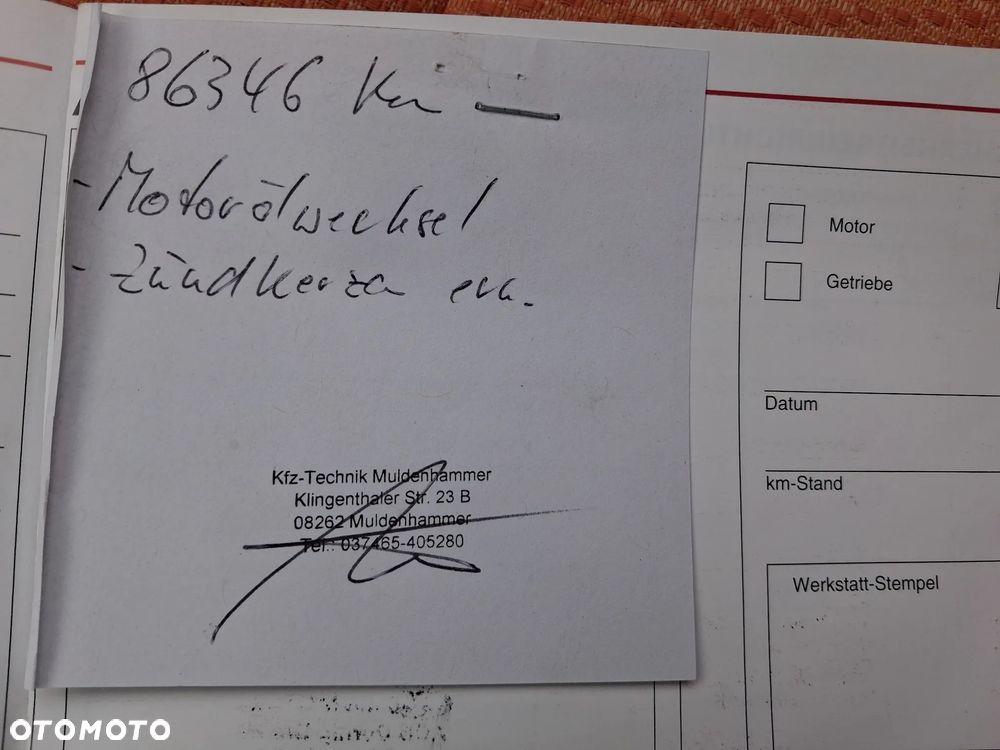 86346 Km
- Motorölwechsel
- Zündkerzen ern.
Kfz-Technik Muldenhammer
Klingenthaler Str. 23 B
08262 Muldenhammer
Tel.: 037465-405280
Motor
Getriebe
Datum
km-Stand
Werkstatt-Stempel
OTOMOTO